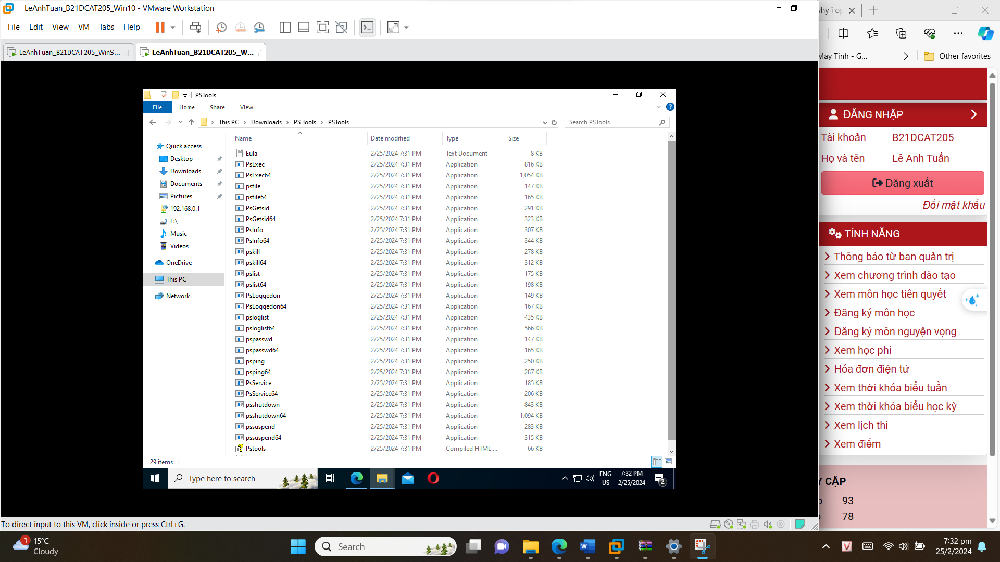 LeAnhTuan_B21DCAT205_Win10 - VMware Workstation
File Edit View VM Tabs Help
LeAnhTuan_B21DCAT205_WinS...
LeAnhTuan_B21DCAT205_W...
PSTools
File Home Share View
This PC > Downloads > PS Tools > PSTools
Search PSTools
Quick access
Desktop
Downloads
Documents
Pictures
192.168.0.1
E:\
Music
Videos
OneDrive
This PC
Network
Name Date modified Type Size
Eula 2/25/2024 7:31 PM Text Document 8 KB
PsExec 2/25/2024 7:31 PM Application 816 KB
PsExec64 2/25/2024 7:31 PM Application 1,054 KB
psfile 2/25/2024 7:31 PM Application 147 KB
psfile64 2/25/2024 7:31 PM Application 165 KB
PsGetsid 2/25/2024 7:31 PM Application 291 KB
PsGetsid64 2/25/2024 7:31 PM Application 323 KB
PsInfo 2/25/2024 7:31 PM Application 307 KB
PsInfo64 2/25/2024 7:31 PM Application 344 KB
pskill 2/25/2024 7:31 PM Application 278 KB
pskill64 2/25/2024 7:31 PM Application 312 KB
pslist 2/25/2024 7:31 PM Application 175 KB
pslist64 2/25/2024 7:31 PM Application 198 KB
PsLoggedon 2/25/2024 7:31 PM Application 149 KB
PsLoggedon64 2/25/2024 7:31 PM Application 167 KB
psloglist 2/25/2024 7:31 PM Application 435 KB
psloglist64 2/25/2024 7:31 PM Application 566 KB
pspasswd 2/25/2024 7:31 PM Application 147 KB
pspasswd64 2/25/2024 7:31 PM Application 165 KB
psping 2/25/2024 7:31 PM Application 250 KB
psping64 2/25/2024 7:31 PM Application 287 KB
PsService 2/25/2024 7:31 PM Application 185 KB
PsService64 2/25/2024 7:31 PM Application 206 KB
psshutdown 2/25/2024 7:31 PM Application 843 KB
psshutdown64 2/25/2024 7:31 PM Application 1,094 KB
pssuspend 2/25/2024 7:31 PM Application 283 KB
pssuspend64 2/25/2024 7:31 PM Application 315 KB
Pstools 2/25/2024 7:31 PM Compiled HTML ... 66 KB
29 items
Type here to search
ENG
US
7:32 PM
2/25/2024
2
To direct input to this VM, click inside or press Ctrl+G.
why i op
May Tinh - G...
Other favorites
ĐĂNG NHẬP
Tài khoản B21DCAT205
Họ và tên Lê Anh Tuấn
Đăng xuất
Đổi mật khẩu
TÍNH NĂNG
Thông báo từ ban quản trị
Xem chương trình đào tạo
Xem môn học tiên quyết
Đăng ký môn học
Đăng ký môn nguyện vọng
Xem học phí
Hóa đơn điện tử
Xem thời khóa biểu tuần
Xem thời khóa biểu học kỳ
Xem lịch thi
Xem điểm
Y CẬP
93
78
1
15°C
Cloudy
Search
7:32 pm
25/2/2024